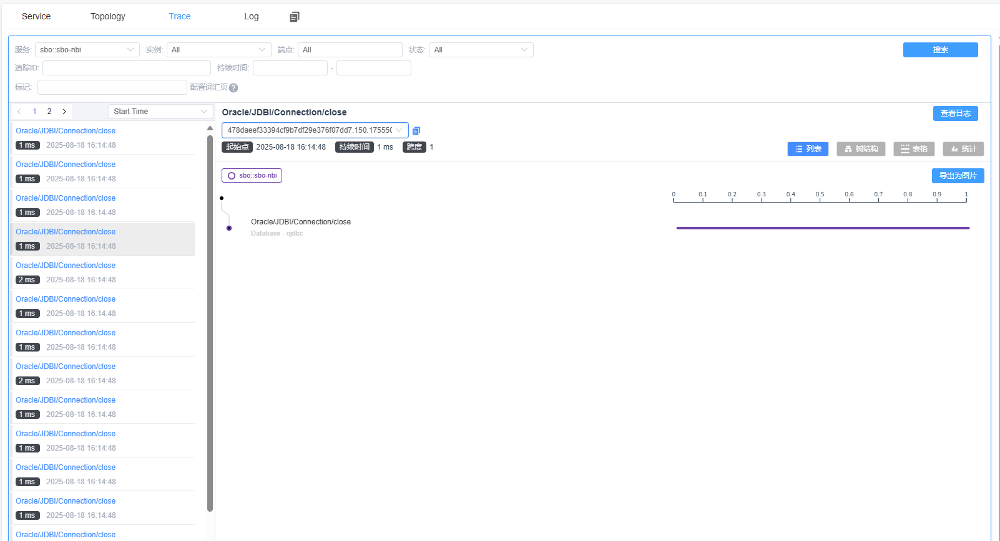 Service Topology Trace Log
服务: sbo::sbo-nbi 实例: All 端点: All 状态: All 搜索
追踪ID: 持续时间: -
标记: 配置词汇页 ?
1 2 Start Time
Oracle/JDBI/Connection/close
1 ms 2025-08-18 16:14:48
Oracle/JDBI/Connection/close
1 ms 2025-08-18 16:14:48
Oracle/JDBI/Connection/close
1 ms 2025-08-18 16:14:48
Oracle/JDBI/Connection/close
1 ms 2025-08-18 16:14:48
Oracle/JDBI/Connection/close
2 ms 2025-08-18 16:14:48
Oracle/JDBI/Connection/close
1 ms 2025-08-18 16:14:48
Oracle/JDBI/Connection/close
1 ms 2025-08-18 16:14:48
Oracle/JDBI/Connection/close
2 ms 2025-08-18 16:14:48
Oracle/JDBI/Connection/close
1 ms 2025-08-18 16:14:48
Oracle/JDBI/Connection/close
1 ms 2025-08-18 16:14:48
Oracle/JDBI/Connection/close
1 ms 2025-08-18 16:14:48
Oracle/JDBI/Connection/close
1 ms 2025-08-18 16:14:48
Oracle/JDBI/Connection/close
Oracle/JDBI/Connection/close 查看日志
478daeef33394cf9b7df29e376f07dd7.150.175550
起始点 2025-08-18 16:14:48 持续时间 1 ms 跨度 1 列表 树结构 表格 统计
sbo::sbo-nbi 导出为图片
0 0.1 0.2 0.3 0.4 0.5 0.6 0.7 0.8 0.9 1
Oracle/JDBI/Connection/close
Database - ojdbc